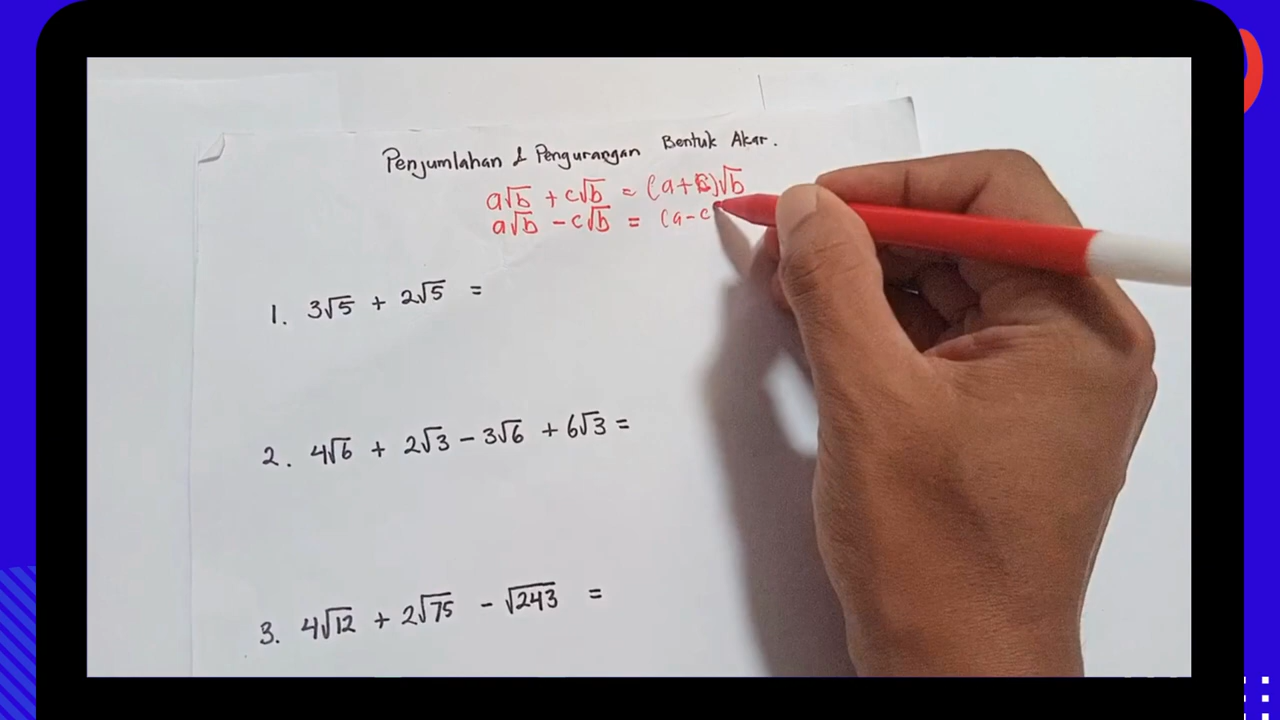 Penjumlahan & Pengurangan Bentuk Akar.
a√b + c√b = (a+c)√b
a√b - c√b = (a-c
1. 3√5 + 2√5 =
2. 4√6 + 2√3 - 3√6 + 6√3 =
3. 4√12 + 2√75 - √243 =